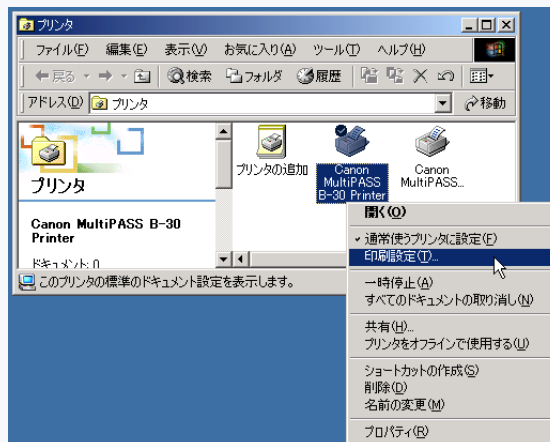 プリンタ
ファイル(F) 編集(E) 表示(V) お気に入り(A) ツール(T) ヘルプ(H)
戻る 検索 フォルダ 履歴
アドレス(D) プリンタ 移動
プリンタ
Canon MultiPASS B-30
Printer
ドキュメント: 0
プリンタの追加
Canon
MultiPASS
B-30 Printer
Canon
MultiPASS...
このプリンタの標準のドキュメント設定を表示します。
開く(O)
通常使うプリンタに設定(F)
印刷設定(T)...
一時停止(A)
すべてのドキュメントの取り消し(N)
共有(H)...
プリンタをオフラインで使用する(U)
ショートカットの作成(S)
削除(D)
名前の変更(M)
プロパティ(R)